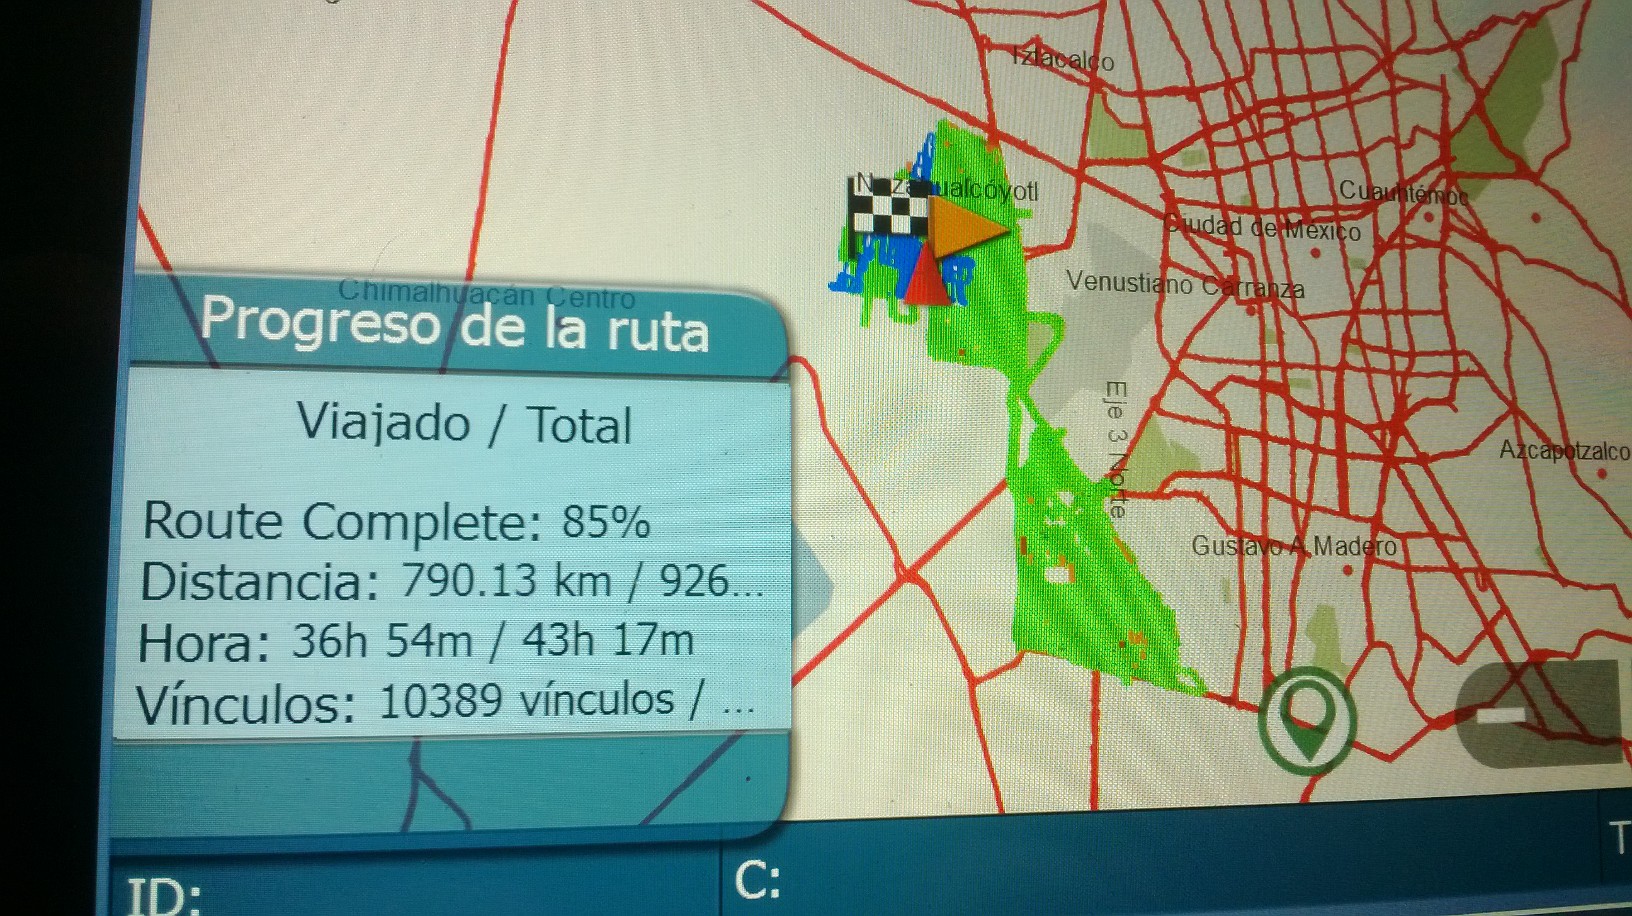 Iztacalco
Nezahualcóyotl
Cuauhtémoc
Ciudad de México
Venustiano Carranza
Chimalhuacán Centro
Progreso de la ruta
Viajado / Total
Eje 3 Norte
Azcapotzalco
Route Complete: 85%
Gustavo A Madero
Distancia: 790.13 km / 926...
Hora: 36h 54m / 43h 17m
Vínculos: 10389 vínculos / ...
ID:
C:
T